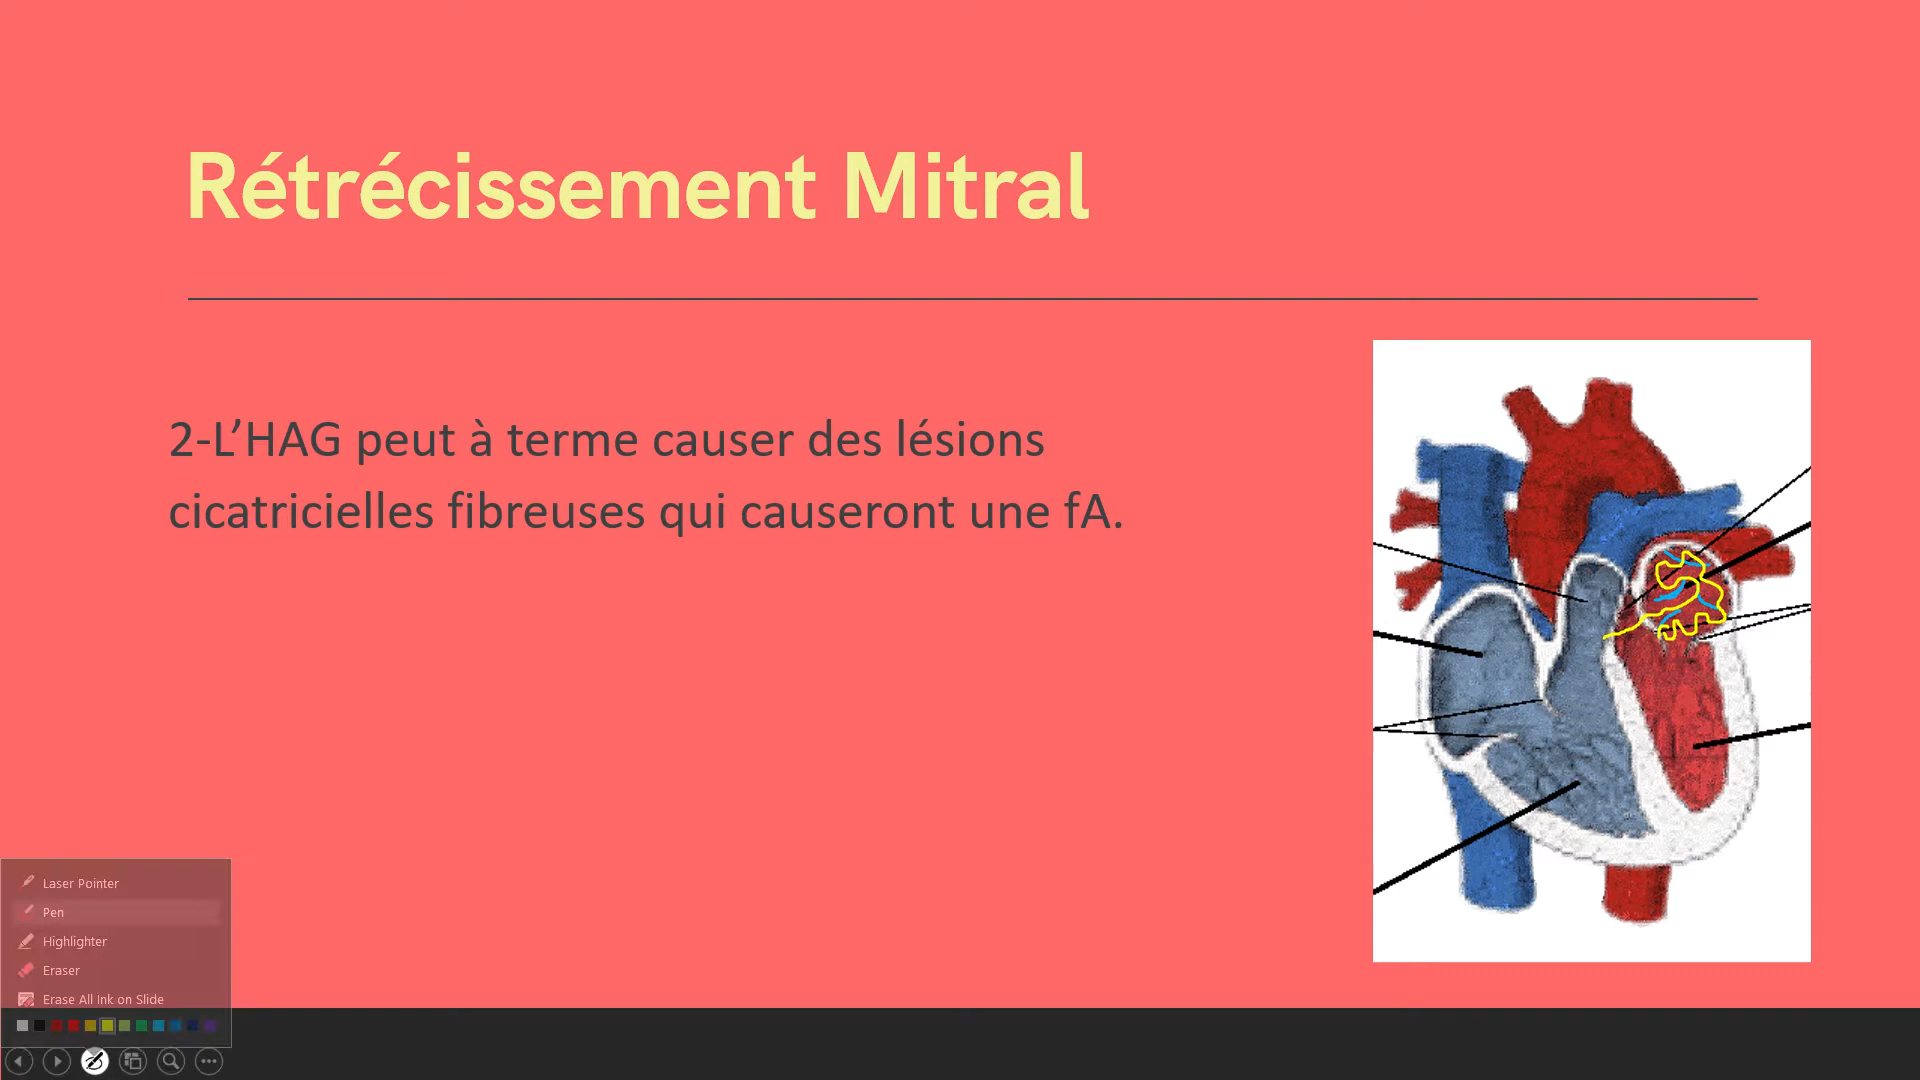 Rétrécissement Mitral
2-L’HAG peut à terme causer des lésions
cicatricielles fibreuses qui causeront une fA.
Laser Pointer
Pen
Highlighter
Eraser
Erase All Ink on Slide